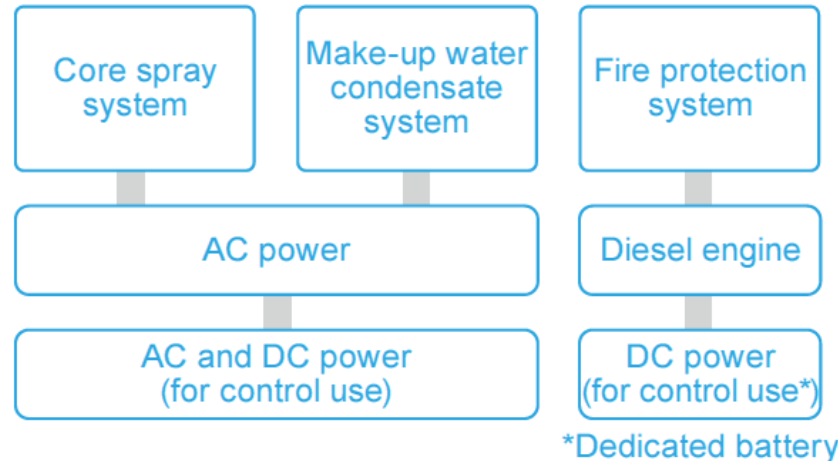 Core spray
system
Make-up water
condensate
system
Fire protection
system
AC power
Diesel engine
AC and DC power
(for control use)
DC power
(for control use*)
*Dedicated battery